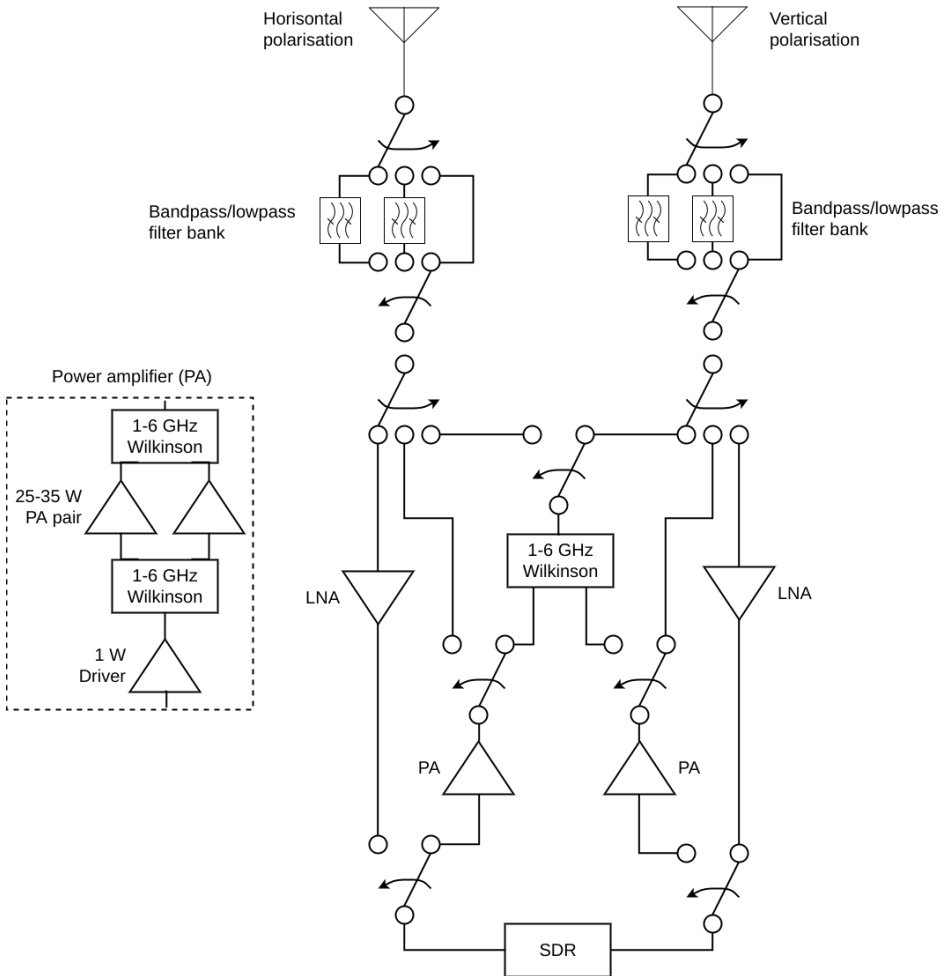 Horisontal
polarisation
Vertical
polarisation
Bandpass/lowpass
filter bank
Bandpass/lowpass
filter bank
Power amplifier (PA)
1-6 GHz
Wilkinson
25-35 W
PA pair
1-6 GHz
Wilkinson
1 W
Driver
1-6 GHz
Wilkinson
LNA
LNA
PA
PA
SDR